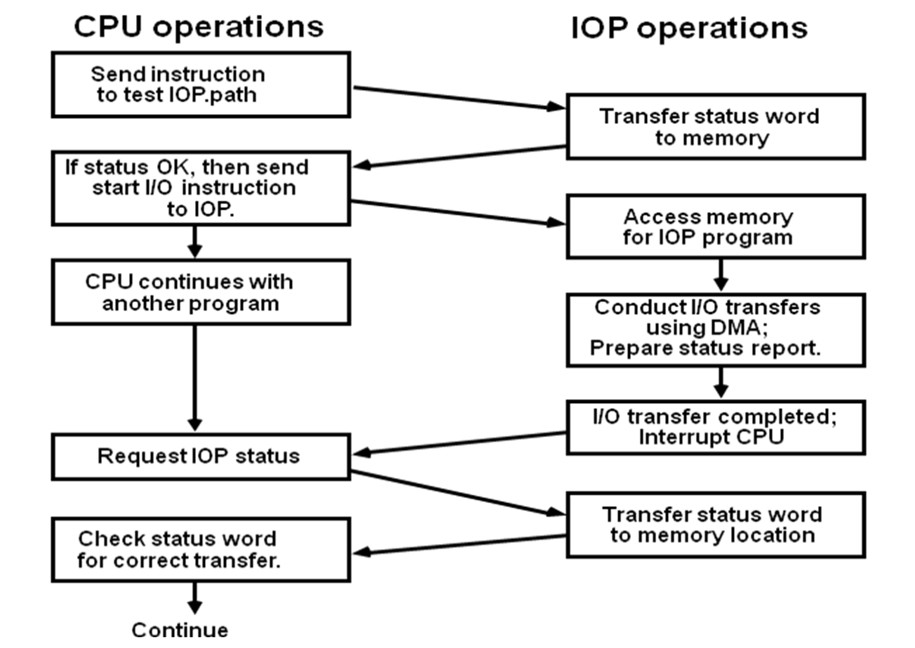 CPU operations
IOP operations
Send instruction
to test IOP.path
Transfer status word
to memory
If status OK, then send
start I/O instruction
to IOP.
Access memory
for IOP program
CPU continues with
another program
Conduct I/O transfers
using DMA;
Prepare status report.
I/O transfer completed;
Interrupt CPU
Request IOP status
Transfer status word
to memory location
Check status word
for correct transfer.
Continue